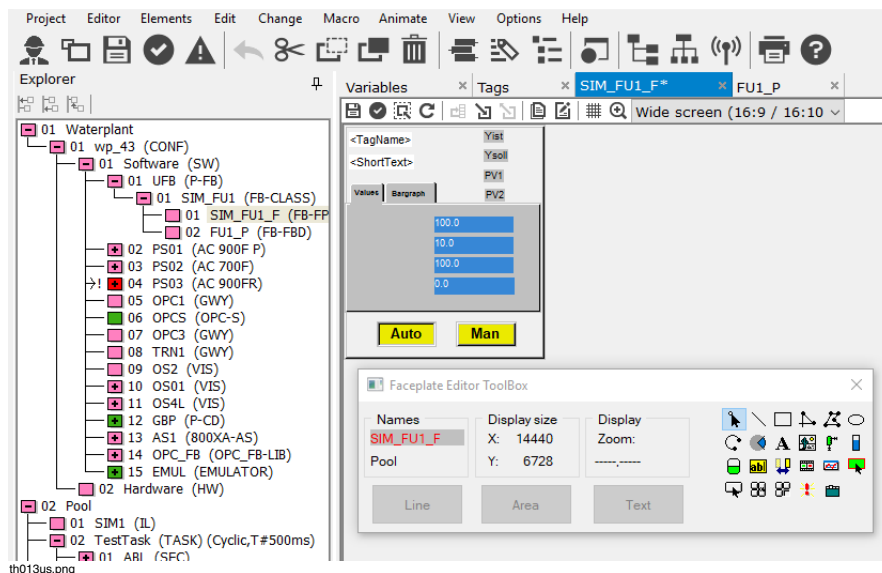 Project Editor Elements Edit Change Macro Animate View Options Help
Explorer
Variables × Tags × SIM_FU1_F* × FU1_P ×
Wide screen (16:9 / 16:10
01 Waterplant
01 wp_43 (CONF)
01 Software (SW)
01 UFB (P-FB)
01 SIM_FU1 (FB-CLASS)
01 SIM_FU1_F (FB-FP
02 FU1_P (FB-FBD)
02 PS01 (AC 900F P)
03 PS02 (AC 700F)
04 PS03 (AC 900FR)
05 OPC1 (GWY)
06 OPCS (OPC-S)
07 OPC3 (GWY)
08 TRN1 (GWY)
09 OS2 (VIS)
10 OS01 (VIS)
11 OS4L (VIS)
12 GBP (P-CD)
13 AS1 (800XA-AS)
14 OPC_FB (OPC_FB-LIB)
15 EMUL (EMULATOR)
02 Hardware (HW)
02 Pool
01 SIM1 (IL)
02 TestTask (TASK) (Cyclic,T#500ms)
01 ABL (SFC)
<TagName> Yist
<ShortText> Ysoll
PV1
Values Bargraph PV2
100.0
10.0
100.0
0.0
Auto Man
Faceplate Editor ToolBox
Names Display size Display
SIM_FU1_F X: 14440 Zoom:
Pool Y: 6728 -----,-----
Line Area Text
th013us.png